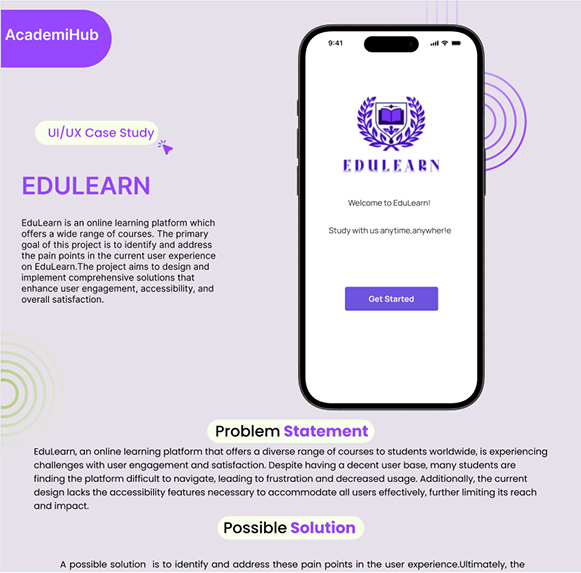 AcademiHub
9:41
UI/UX Case Study
EDULEARN
EduLearn is an online learning platform which
offers a wide range of courses. The primary
goal of this project is to identify and address
the pain points in the current user experience
on EduLearn.The project aims to design and
implement comprehensive solutions that
enhance user engagement, accessibility, and
overall satisfaction.
EDULEARN
Welcome to EduLearn!
Study with us anytime,anywher!e
Get Started
Problem Statement
EduLearn, an online learning platform that offers a diverse range of courses to students worldwide, is experiencing
challenges with user engagement and satisfaction. Despite having a decent user base, many students are
finding the platform difficult to navigate, leading to frustration and decreased usage. Additionally, the current
design lacks the accessibility features necessary to accommodate all users effectively, further limiting its reach
and impact.
Possible Solution
A possible solution is to identify and address these pain points in the user experience.Ultimately, the